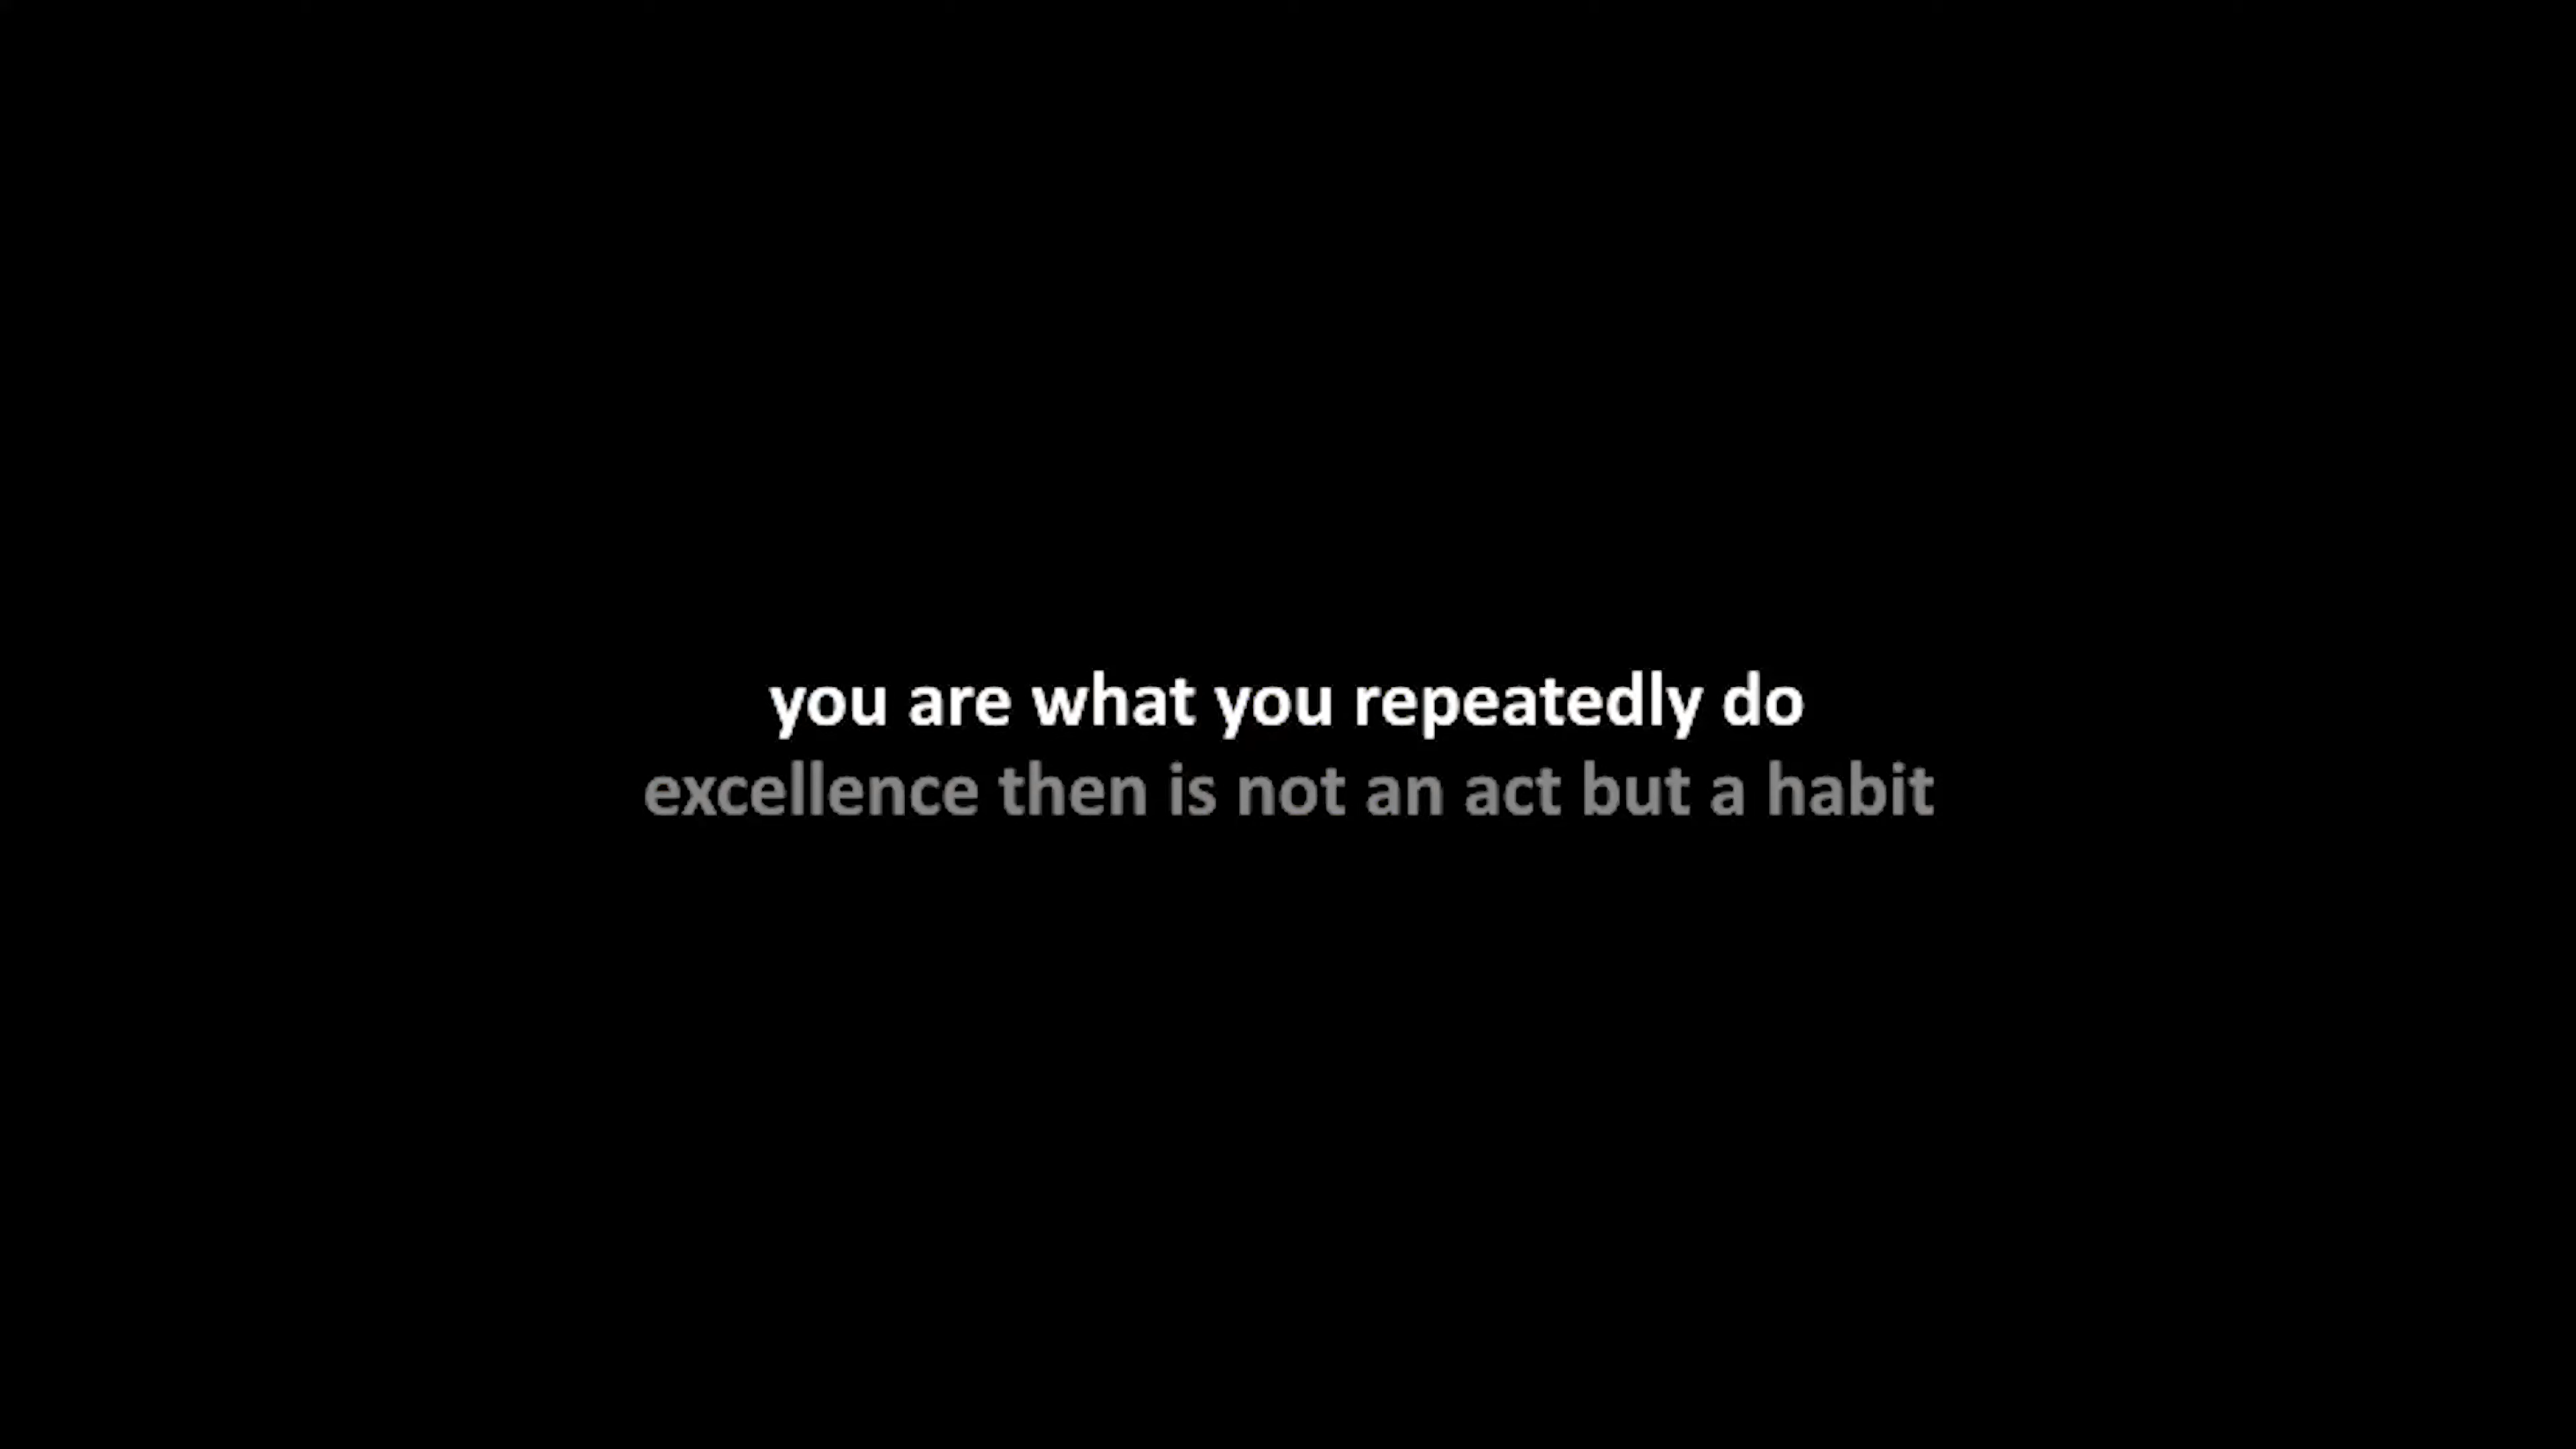 you are what you repeatedly do
excellence then is not an act but a habit